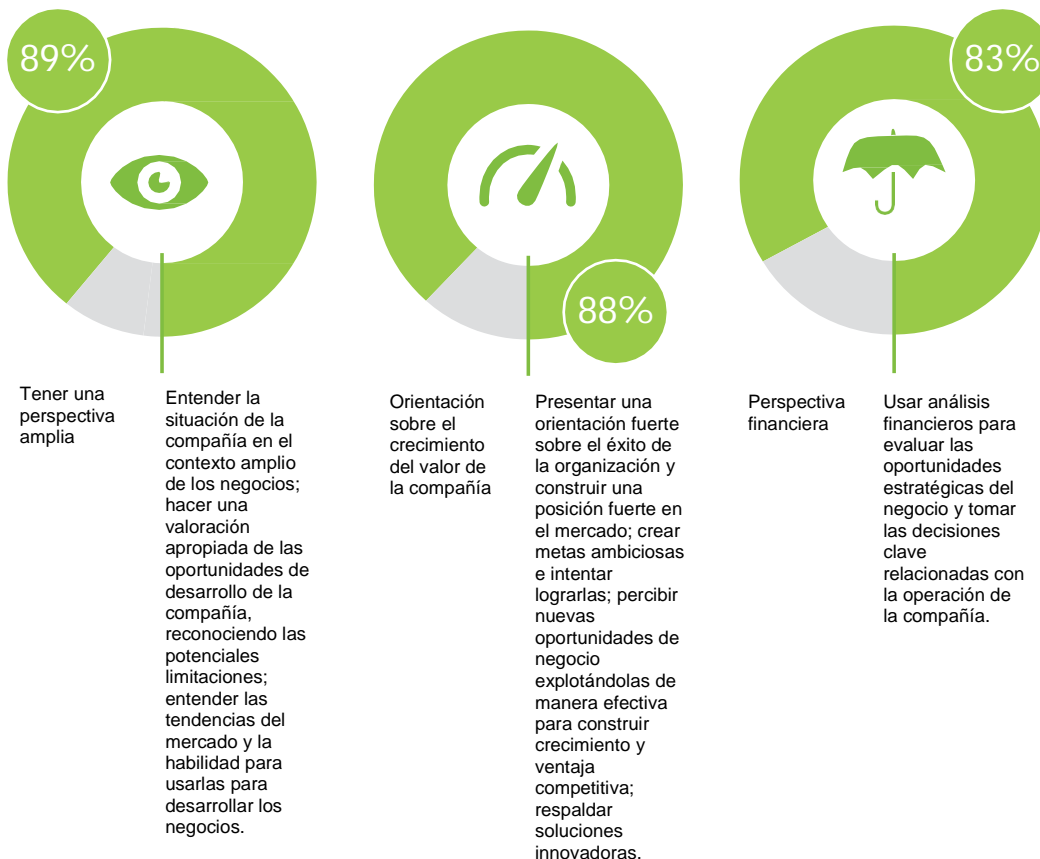 89%
88%
83%
Tener una
perspectiva
amplia
Entender la
situación de la
compañía en el
contexto amplio
de los negocios;
hacer una
valoración
apropiada de las
oportunidades de
desarrollo de la
compañía,
reconociendo las
potenciales
limitaciones;
entender las
tendencias del
mercado y la
habilidad para
usarlas para
desarrollar los
negocios.
Orientación
sobre el
crecimiento
del valor de
la compañía
Presentar una
orientación fuerte
sobre el éxito de
la organización y
construir una
posición fuerte en
el mercado; crear
metas ambiciosas
e intentar
lograrlas; percibir
nuevas
oportunidades de
negocio
explotándolas de
manera efectiva
para construir
crecimiento y
ventaja
competitiva;
respaldar
soluciones
innovadoras.
Perspectiva
financiera
Usar análisis
financieros para
evaluar las
oportunidades
estratégicas del
negocio y tomar
las decisiones
clave
relacionadas con
la operación de
la compañía.